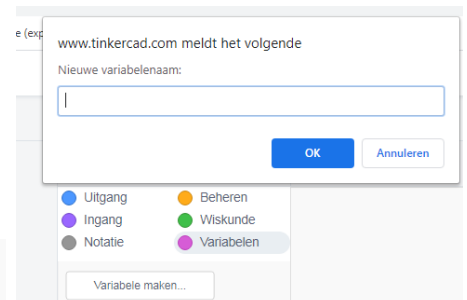 e (exp
www.tinkercad.com meldt het volgende
Nieuwe variabelenaam:
OK Annuleren
Uitgang Beheren
Ingang Wiskunde
Notatie Variabelen
Variabele maken...